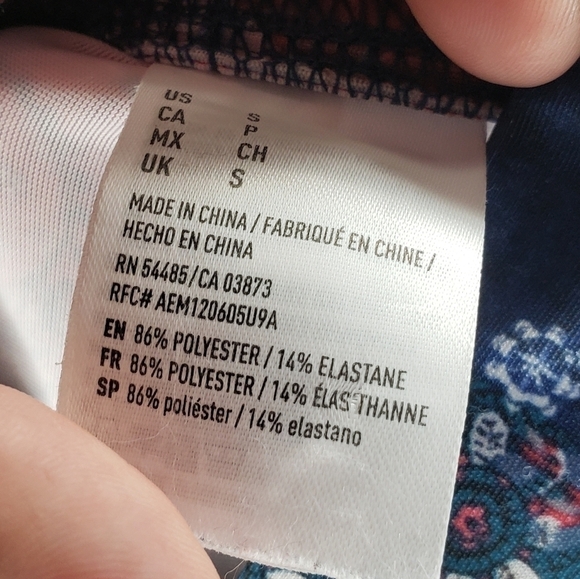 US S
CA P
MX CH
UK S
MADE IN CHINA / FABRIQUÉ EN CHINE /
HECHO EN CHINA
RN 54485/CA 03873
RFC# AEM120605U9A
EN 86% POLYESTER / 14% ELASTANE
FR 86% POLYESTER / 14% ÉLASTHANNE
SP 86% poliéster / 14% elastano